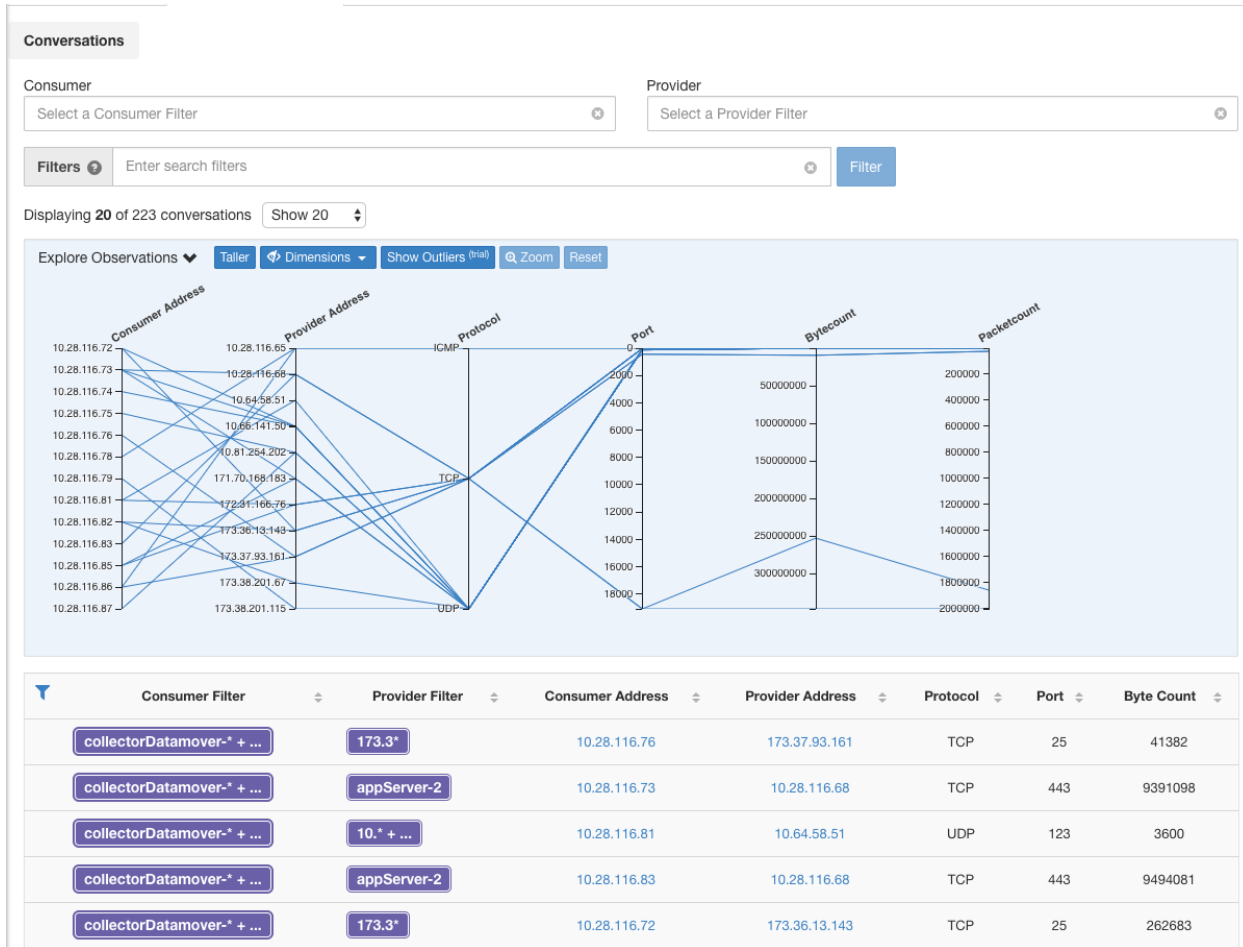 Conversations
Consumer
Provider
Select a Consumer Filter
Select a Provider Filter
Filters
Enter search filters
Filter
Displaying 20 of 223 conversations
Show 20
Explore Observations
Taller
Dimensions
Show Outliers (trial)
Zoom
Reset
Consumer Address
Provider Address
Protocol
Port
Bytecount
Packetcount
10.28.116.72
10.28.116.73
10.28.116.74
10.28.116.75
10.28.116.76
10.28.116.78
10.28.116.79
10.28.116.81
10.28.116.82
10.28.116.83
10.28.116.85
10.28.116.86
10.28.116.87
10.28.116.65
10.28.116.68
10.64.58.51
10.66.141.50
10.81.254.202
171.70.168.183
172.31.166.76
173.36.13.143
173.37.93.161
173.38.201.67
173.38.201.115
ICMP
TCP
UDP
0
2000
4000
6000
8000
10000
12000
14000
16000
18000
50000000
100000000
150000000
200000000
250000000
300000000
200000
400000
600000
800000
1000000
1200000
1400000
1600000
1800000
2000000
Consumer Filter Provider Filter Consumer Address Provider Address Protocol Port Byte Count
collectorDatamover-* + ... 173.3* 10.28.116.76 173.37.93.161 TCP 25 41382
collectorDatamover-* + ... appServer-2 10.28.116.73 10.28.116.68 TCP 443 9391098
collectorDatamover-* + ... 10.* + ... 10.28.116.81 10.64.58.51 UDP 123 3600
collectorDatamover-* + ... appServer-2 10.28.116.83 10.28.116.68 TCP 443 9494081
collectorDatamover-* + ... 173.3* 10.28.116.72 173.36.13.143 TCP 25 262683